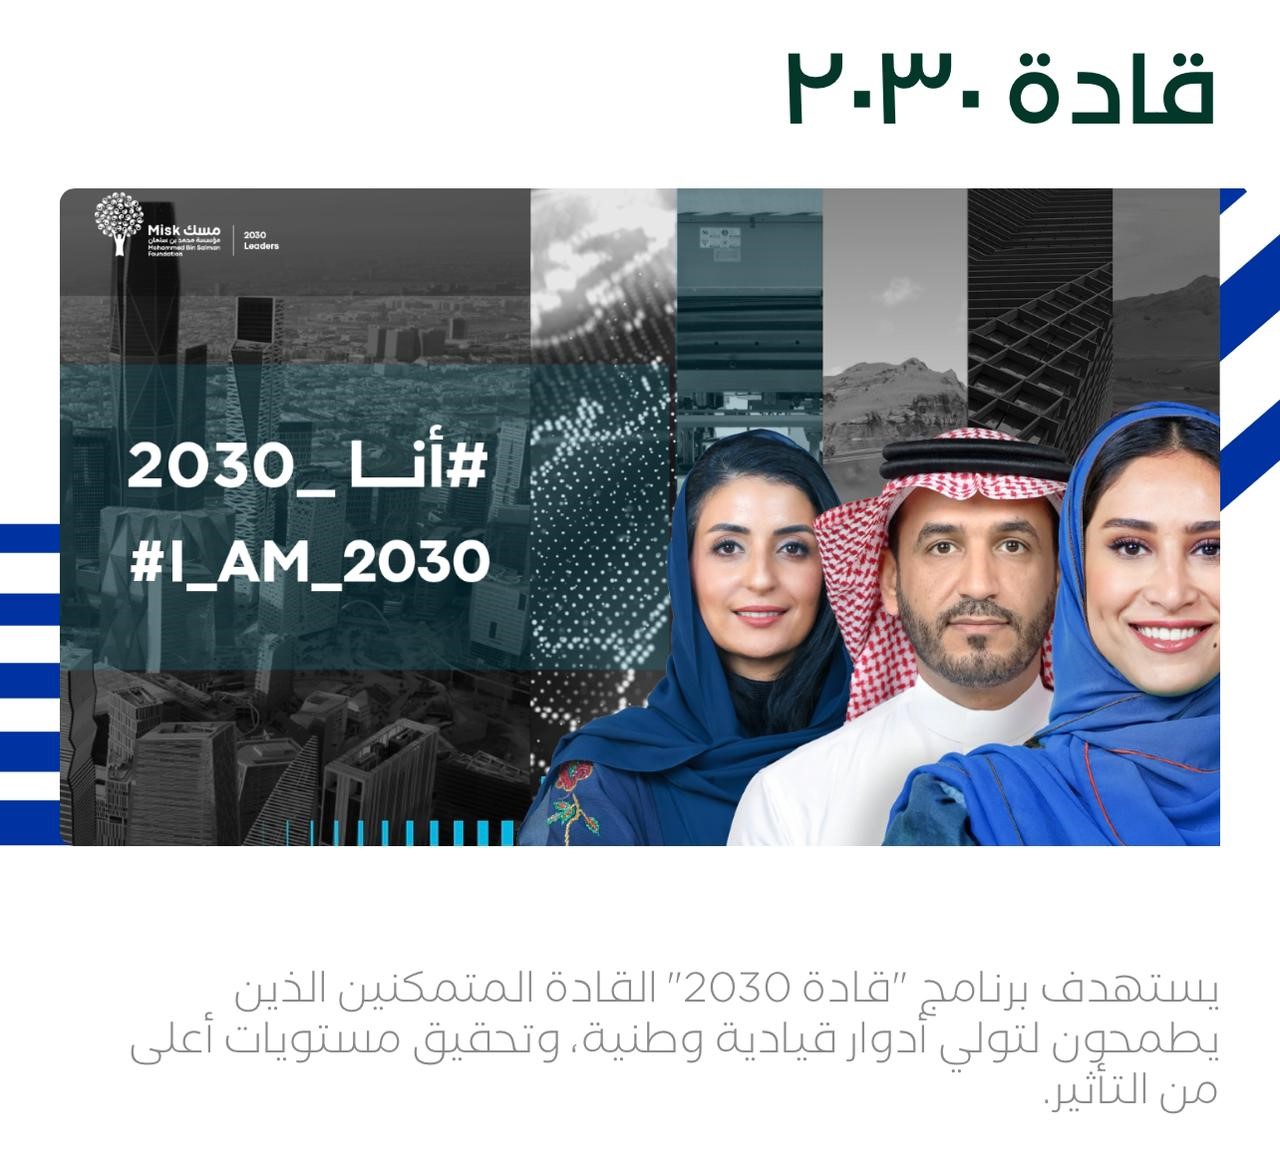 قادة ٢٠٣٠
Misk مسك
مؤسسة محمد بن سلمان
Mohammed Bin Salman
Foundation
2030
Leaders
#أنا_2030
#I_AM_2030
يستهدف برنامج "قادة 2030" القادة المتمكنين الذين
يطمحون لتولي أدوار قيادية وطنية، وتحقيق مستويات أعلى
من التأثير.